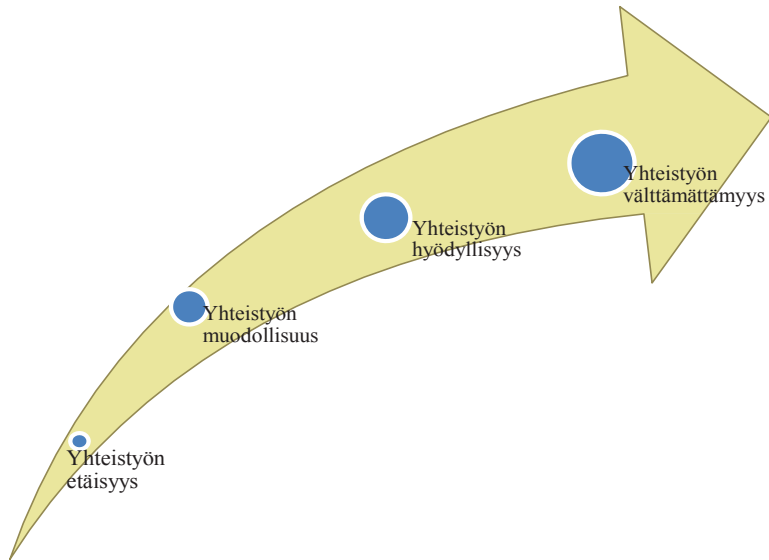 Yhteistyön
välttämättämyys
Yhteistyön
hyödyllisyys
Yhteistyön
muodollisuus
Yhteistyön
etäisyys